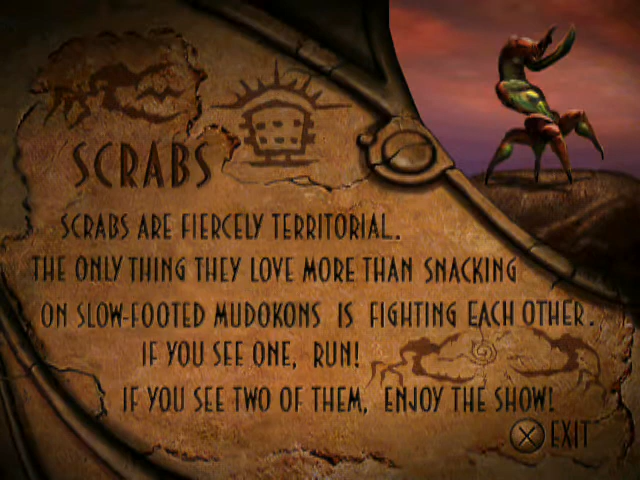 SCRABS
SCRABS ARE FIERCELY TERRITORIAL.
THE ONLY THING THEY LOVE MORE THAN SNACKING
ON SLOW-FOOTED MUDOKONS IS FIGHTING EACH OTHER.
IF YOU SEE ONE, RUN!
IF YOU SEE TWO OF THEM, ENJOY THE SHOW!
EXIT